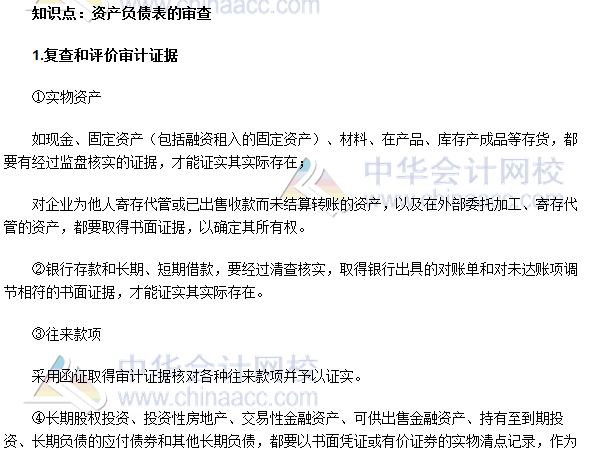 www.chinaacc.com
知识点：资产负债表的审查
1.复查和评价审计证据
①实物资产
如现金、固定资产（包括融资租入的固定资产）、材料、在产品、库存产成品等存货，都
要有经过监盘核实的证据，才能证实其实际存在；
中华会计网校
www.chinaacc.com
对企业为他人寄存代管或已出售收款而未结算转账的资产，以及在外部委托加工、寄存代
管的资产，都要取得书面证据，以确定其所有权。
②银行存款和长期、短期借款，要经过清查核实，取得银行出具的对账单和对未达账项调
节相符的书面证据，才能证实其实际存在。
③往来款项
中华会计网校
www.chinaacc.com
采用函证取得审计证据核对各种往来款项并予以证实。
④长期股权投资、投资性房地产、交易性金融资产、可供出售金融资产、持有至到期投
资、长期负债的应付债券和其他长期负债，都要以书面凭证或有价证券的实物清点记录，作为